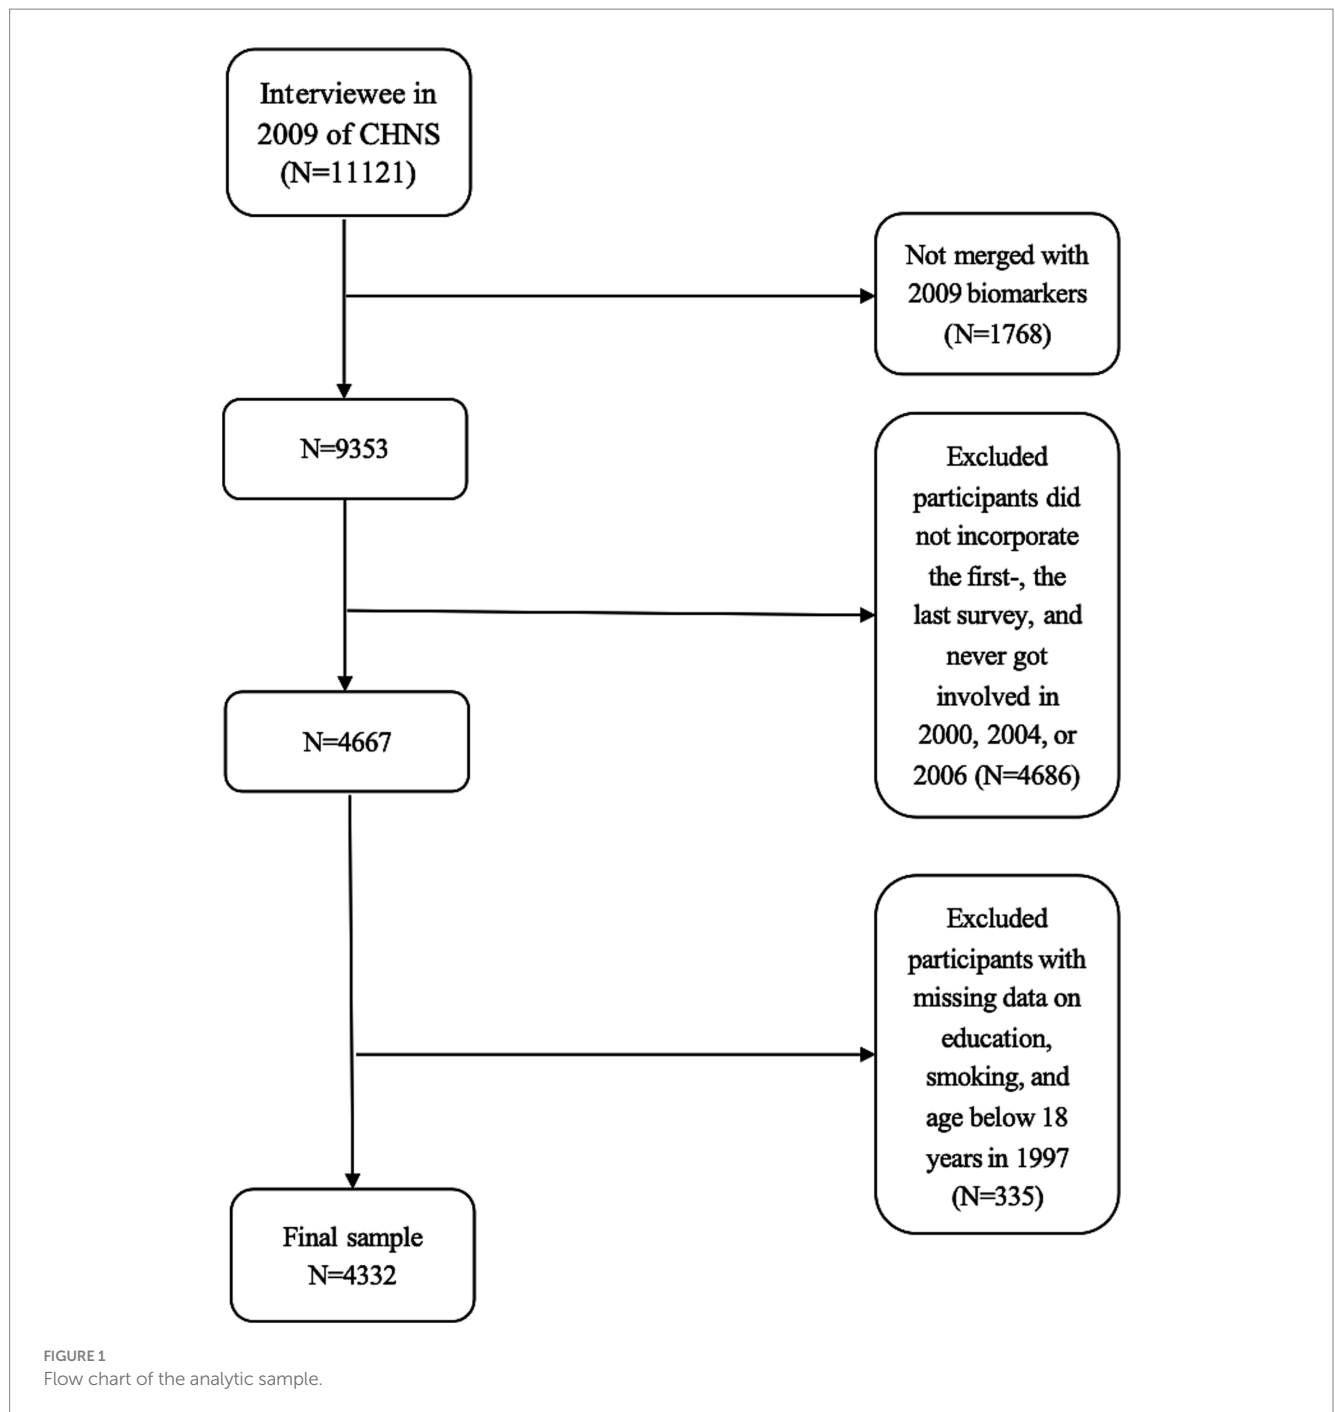 Interviewee in
2009 of CHNS
(N=11121)
Not merged with
2009 biomarkers
(N=1768)
N=9353
Excluded
participants did
not incorporate
the first-, the
last survey, and
never got
involved in
2000, 2004, or
2006 (N=4686)
N=4667
Excluded
participants with
missing data on
education,
smoking, and
age below 18
years in 1997
(N=335)
Final sample
N=4332
FIGURE 1
Flow chart of the analytic sample.